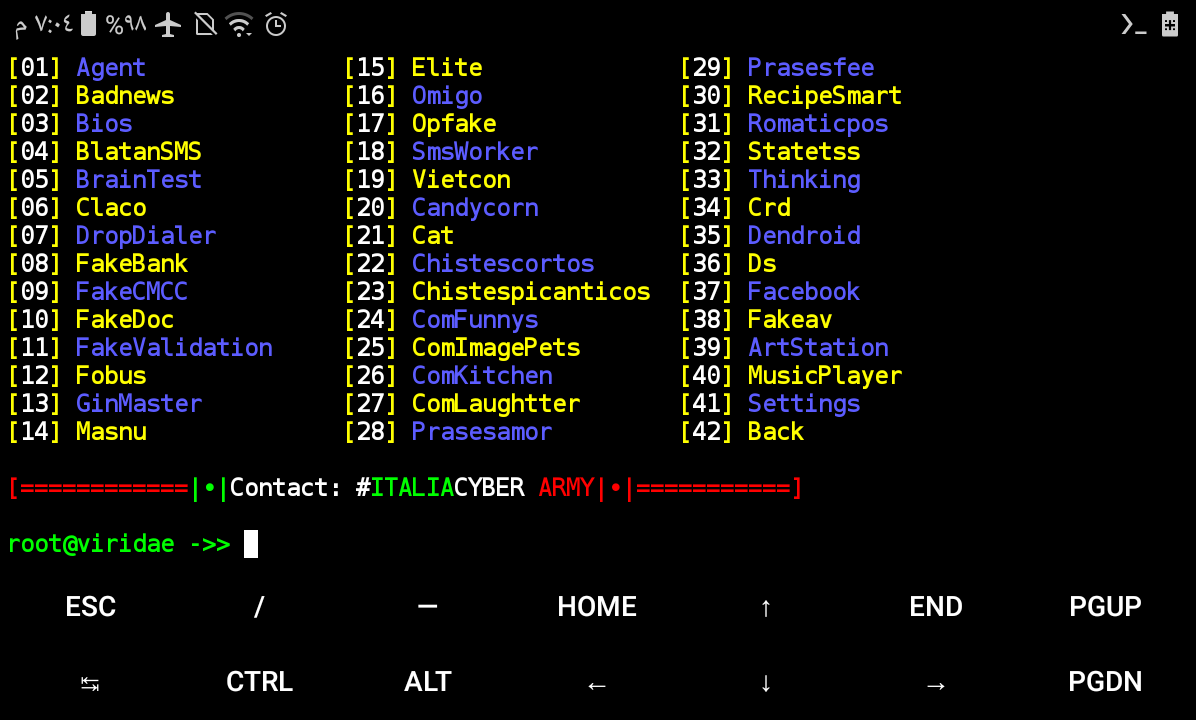 م ٧:٠٤ %٩٨
[01] Agent [15] Elite [29] Prasesfee
[02] Badnews [16] Omigo [30] RecipeSmart
[03] Bios [17] Opfake [31] Romaticpos
[04] BlatanSMS [18] SmsWorker [32] Statetss
[05] BrainTest [19] Vietcon [33] Thinking
[06] Claco [20] Candycorn [34] Crd
[07] DropDialer [21] Cat [35] Dendroid
[08] FakeBank [22] Chistescortos [36] Ds
[09] FakeCMCC [23] Chistespicanticos [37] Facebook
[10] FakeDoc [24] ComFunnys [38] Fakeav
[11] FakeValidation [25] ComImagePets [39] ArtStation
[12] Fobus [26] ComKitchen [40] MusicPlayer
[13] GinMaster [27] ComLaughtter [41] Settings
[14] Masnu [28] Prasesamor [42] Back
[============|•|Contact: #ITALIACYBER ARMY|•|===========]
root@viridae ->>
ESC / — HOME ↑ END PGUP
↹ CTRL ALT ← ↓ → PGDN